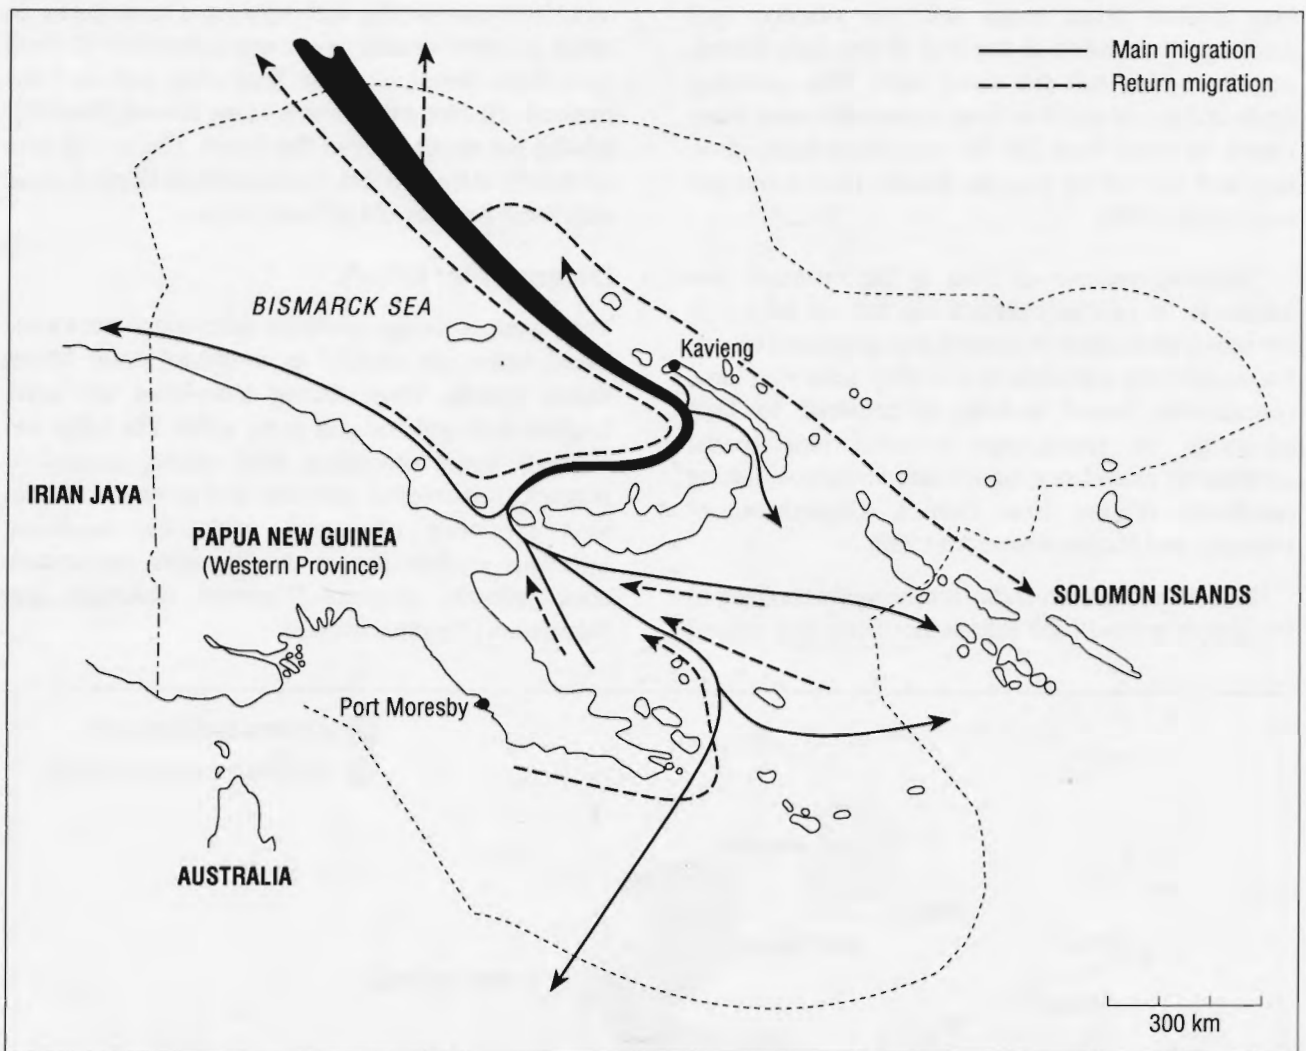 Main migration
Return migration
BISMARCK SEA
Kavieng
IRIAN JAYA
PAPUA NEW GUINEA
(Western Province)
SOLOMON ISLANDS
Port Moresby
AUSTRALIA
300 km